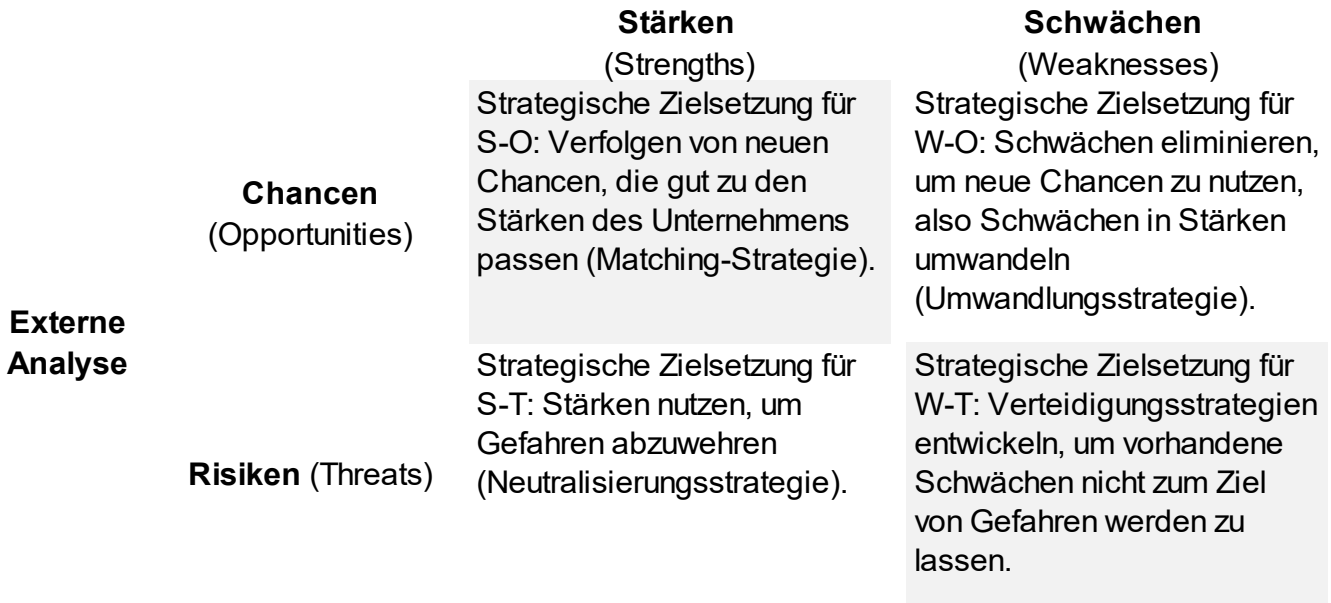 Stärken
(Strengths)
Schwächen
(Weaknesses)
Externe
Analyse
Chancen
(Opportunities)
Strategische Zielsetzung für
S-O: Verfolgen von neuen
Chancen, die gut zu den
Stärken des Unternehmens
passen (Matching-Strategie).
Strategische Zielsetzung für
W-O: Schwächen eliminieren,
um neue Chancen zu nutzen,
also Schwächen in Stärken
umwandeln
(Umwandlungsstrategie).
Risiken (Threats)
Strategische Zielsetzung für
S-T: Stärken nutzen, um
Gefahren abzuwehren
(Neutralisierungsstrategie).
Strategische Zielsetzung für
W-T: Verteidigungsstrategien
entwickeln, um vorhandene
Schwächen nicht zum Ziel
von Gefahren werden zu
lassen.